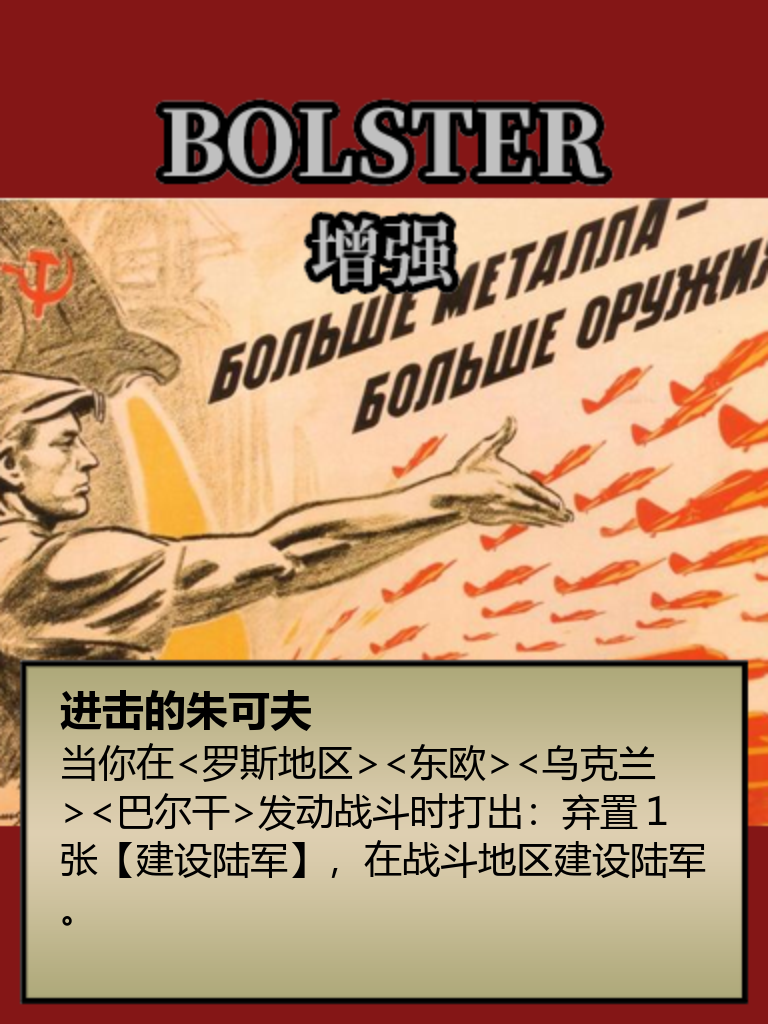 BOLSTER
增强
БОЛЬШЕ МЕТАЛЛА –
БОЛЬШЕ ОРУЖИЯ
进击的朱可夫
当你在<罗斯地区><东欧><乌克兰
><巴尔干>发动战斗时打出：弃置1
张【建设陆军】，在战斗地区建设陆军
。